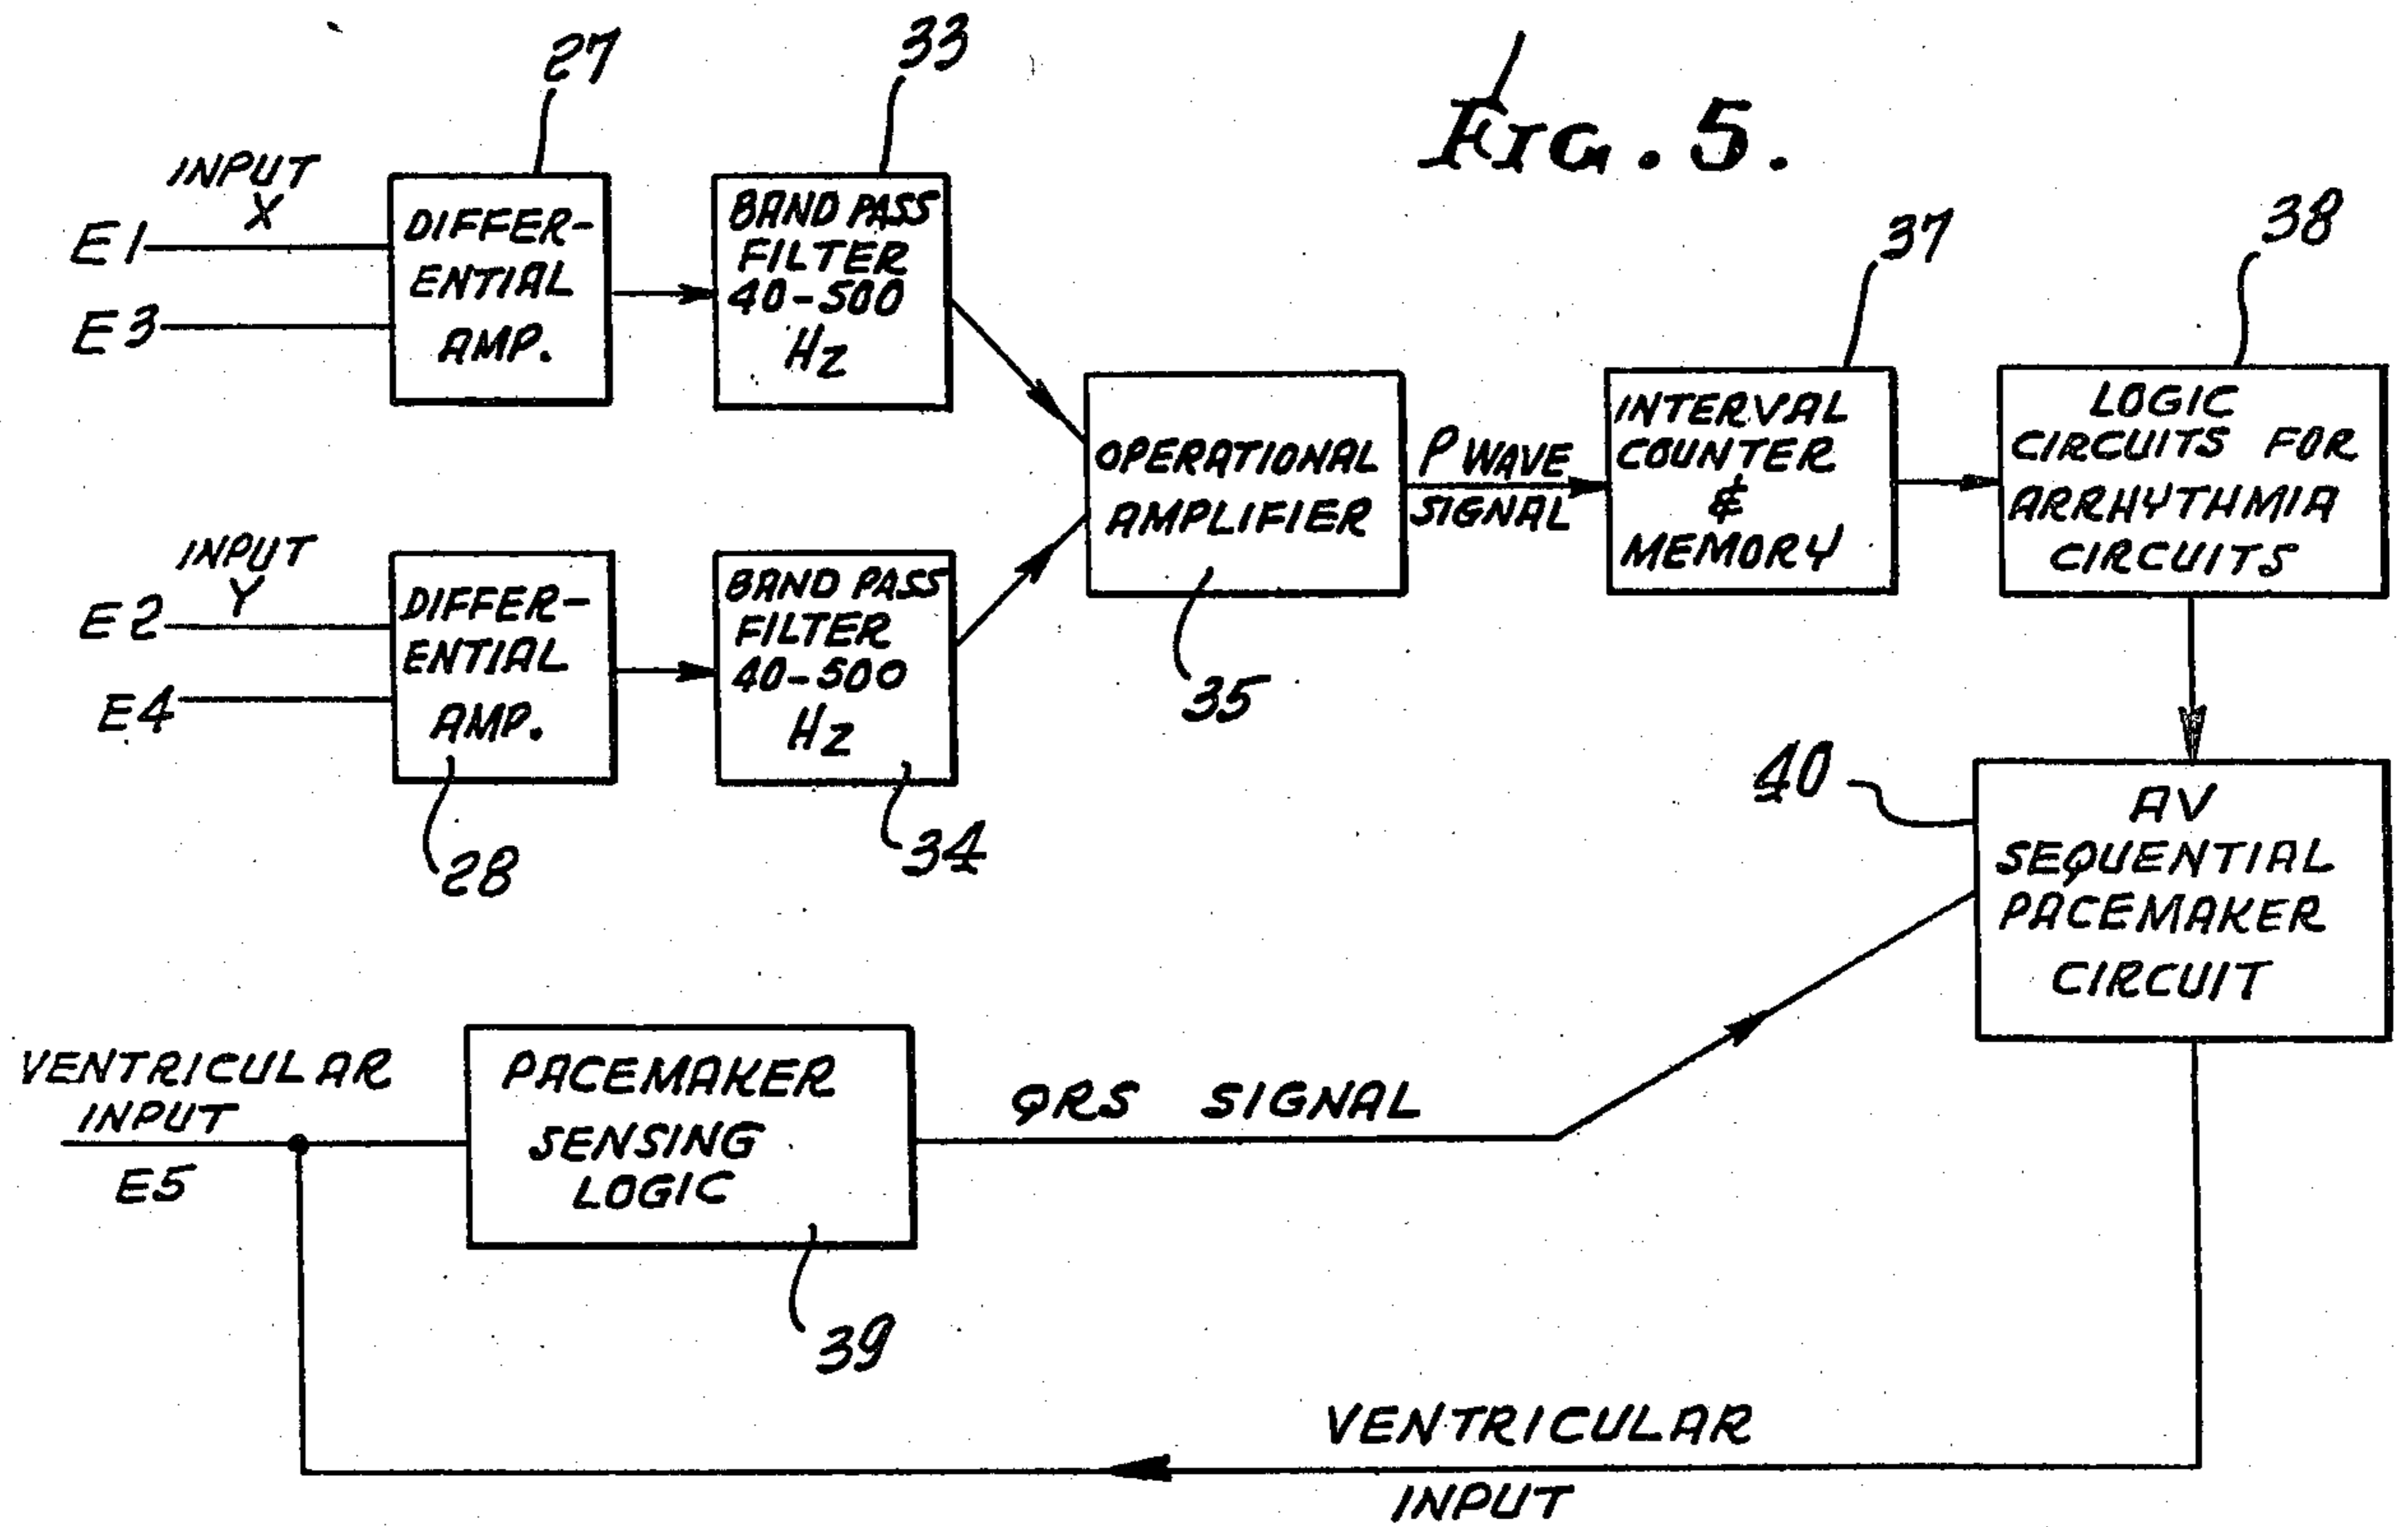 FIG. 5.
27
33
INPUT
X
E1
E3
DIFFER-
ENTIAL
AMP.
BAND PASS
FILTER
40-500
HZ
37
38
INPUT
Y
E2
E4
DIFFER-
ENTIAL
AMP.
28
BAND PASS
FILTER
40-500
HZ
34
OPERATIONAL
AMPLIFIER
35
P WAVE
SIGNAL
INTERVAL
COUNTER
&
MEMORY
LOGIC
CIRCUITS FOR
ARRHYTHMIA
CIRCUITS
40
AV
SEQUENTIAL
PACEMAKER
CIRCUIT
VENTRICULAR
INPUT
E5
PACEMAKER
SENSING
LOGIC
39
QRS SIGNAL
VENTRICULAR
INPUT